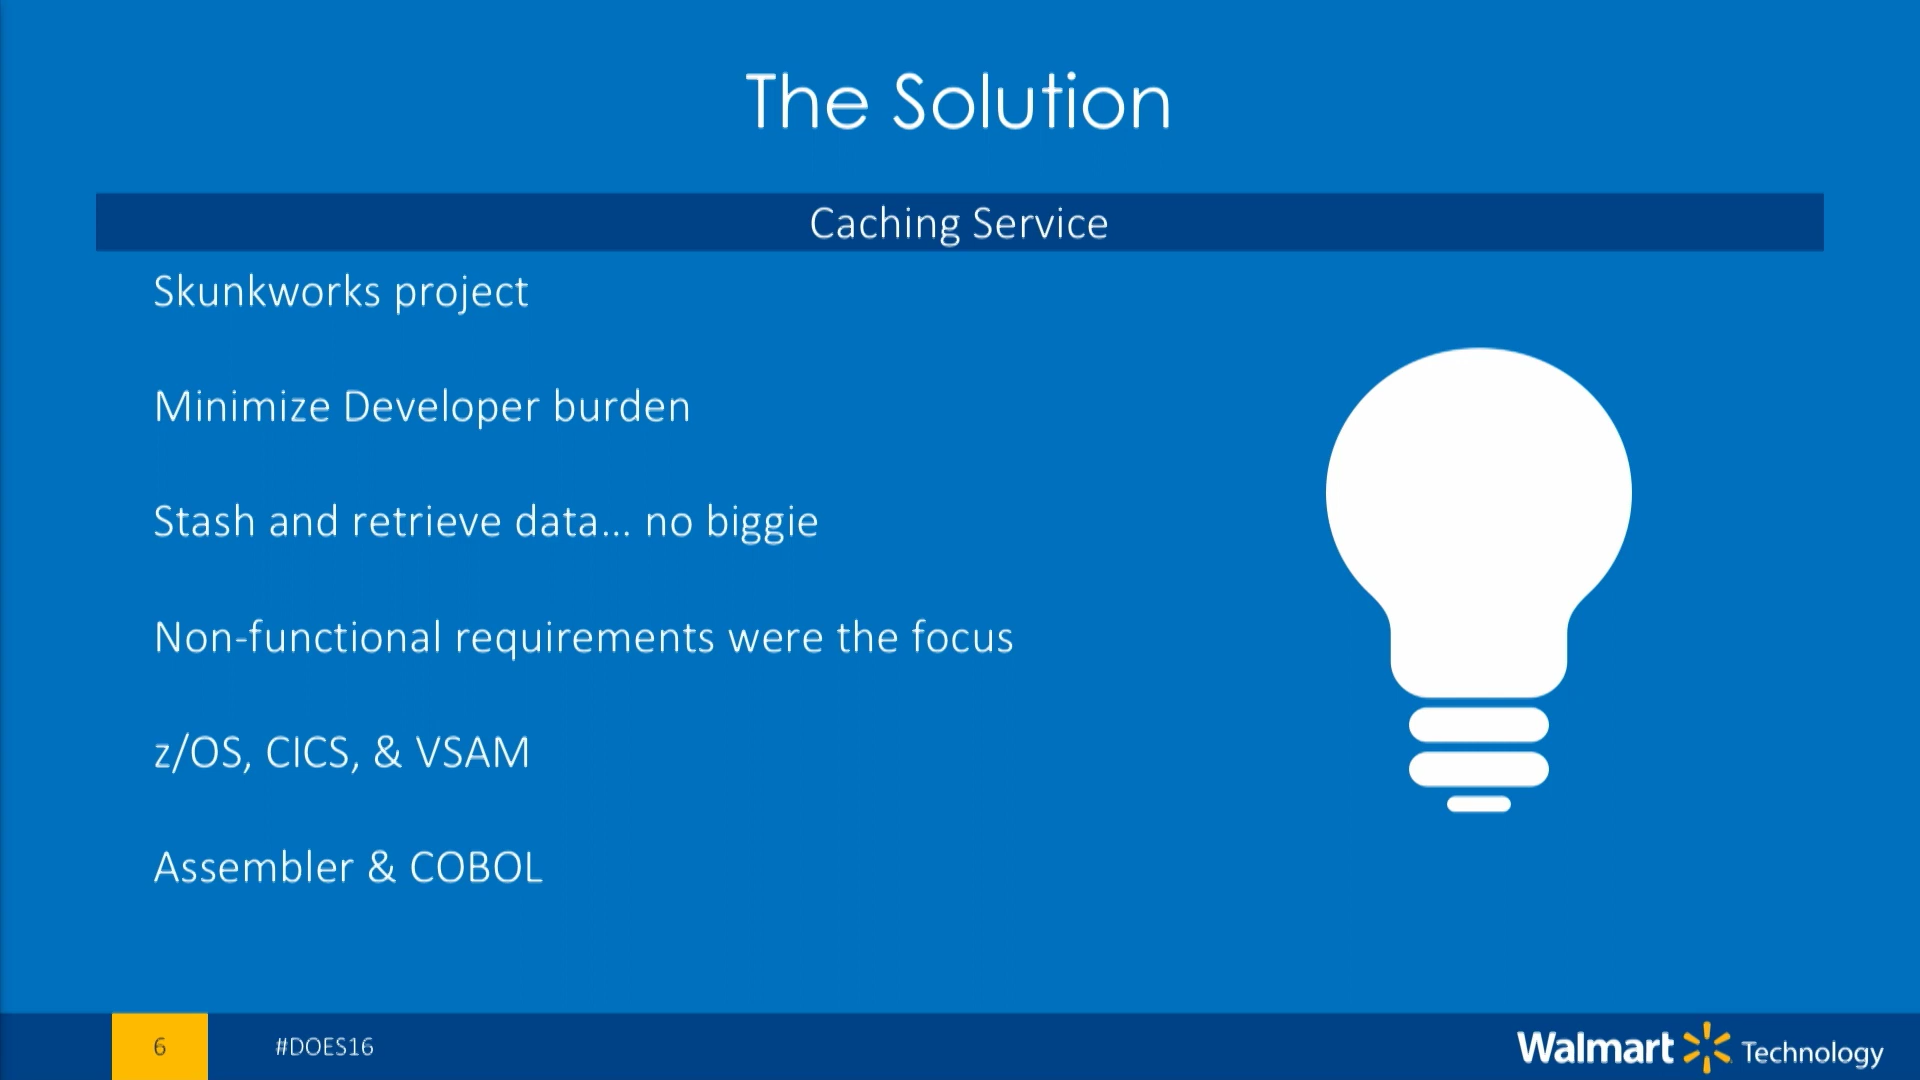 The Solution
Caching Service
Skunkworks project
Minimize Developer burden
Stash and retrieve data... no biggie
Non-functional requirements were the focus
z/OS, CICS, & VSAM
Assembler & COBOL
6
#DOES16
Walmart Technology